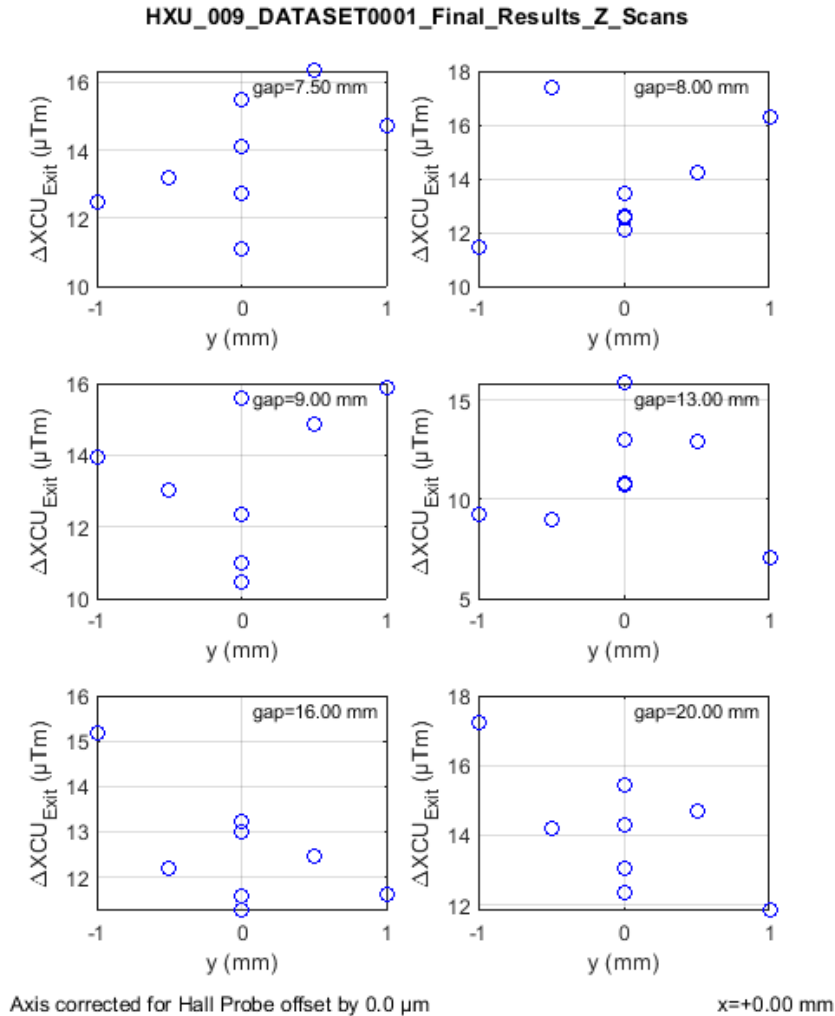 HXU_009_DATASET0001_Final_Results_Z_Scans
gap=7.50 mm
16
14
12
10
-1 0 1
y (mm)
ΔXCU_Exit (µTm)
gap=8.00 mm
18
16
14
12
10
-1 0 1
y (mm)
ΔXCU_Exit (µTm)
gap=9.00 mm
16
14
12
10
-1 0 1
y (mm)
ΔXCU_Exit (µTm)
gap=13.00 mm
15
10
5
-1 0 1
y (mm)
ΔXCU_Exit (µTm)
gap=16.00 mm
16
15
14
13
12
-1 0 1
y (mm)
ΔXCU_Exit (µTm)
gap=20.00 mm
18
16
14
12
-1 0 1
y (mm)
ΔXCU_Exit (µTm)
Axis corrected for Hall Probe offset by 0.0 µm
x=+0.00 mm